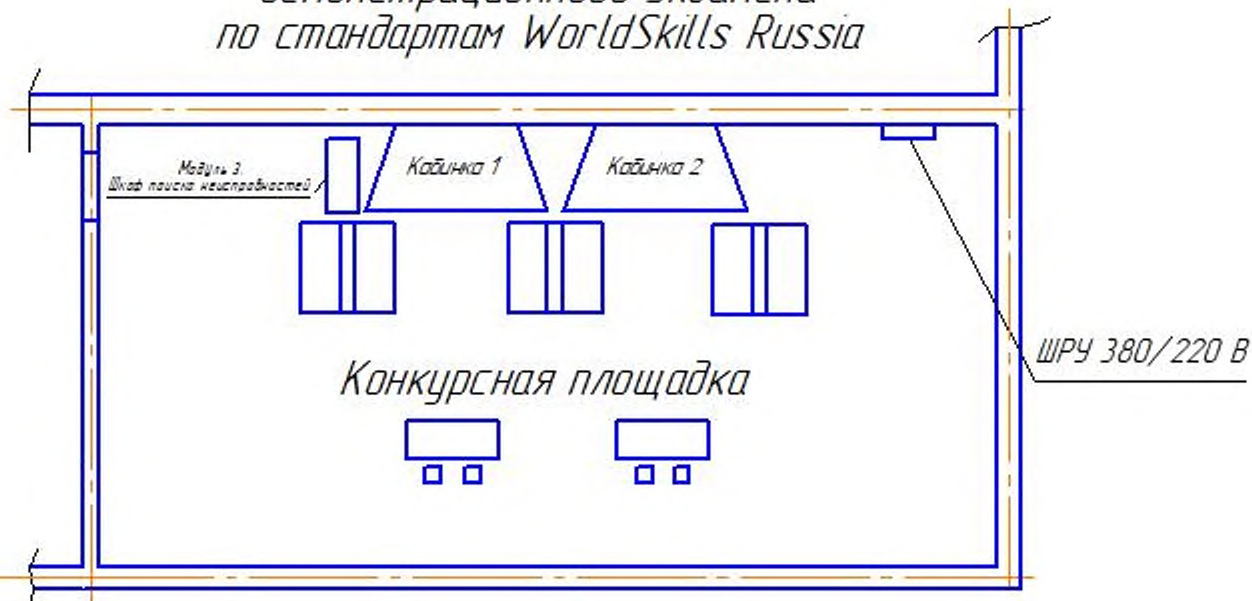 по стандартам WorldSkills Russia
Модуль 3.
Шкаф поиска неисправностей
Кабинка 1
Кабинка 2
ШРУ 380/220 В
Конкурсная площадка